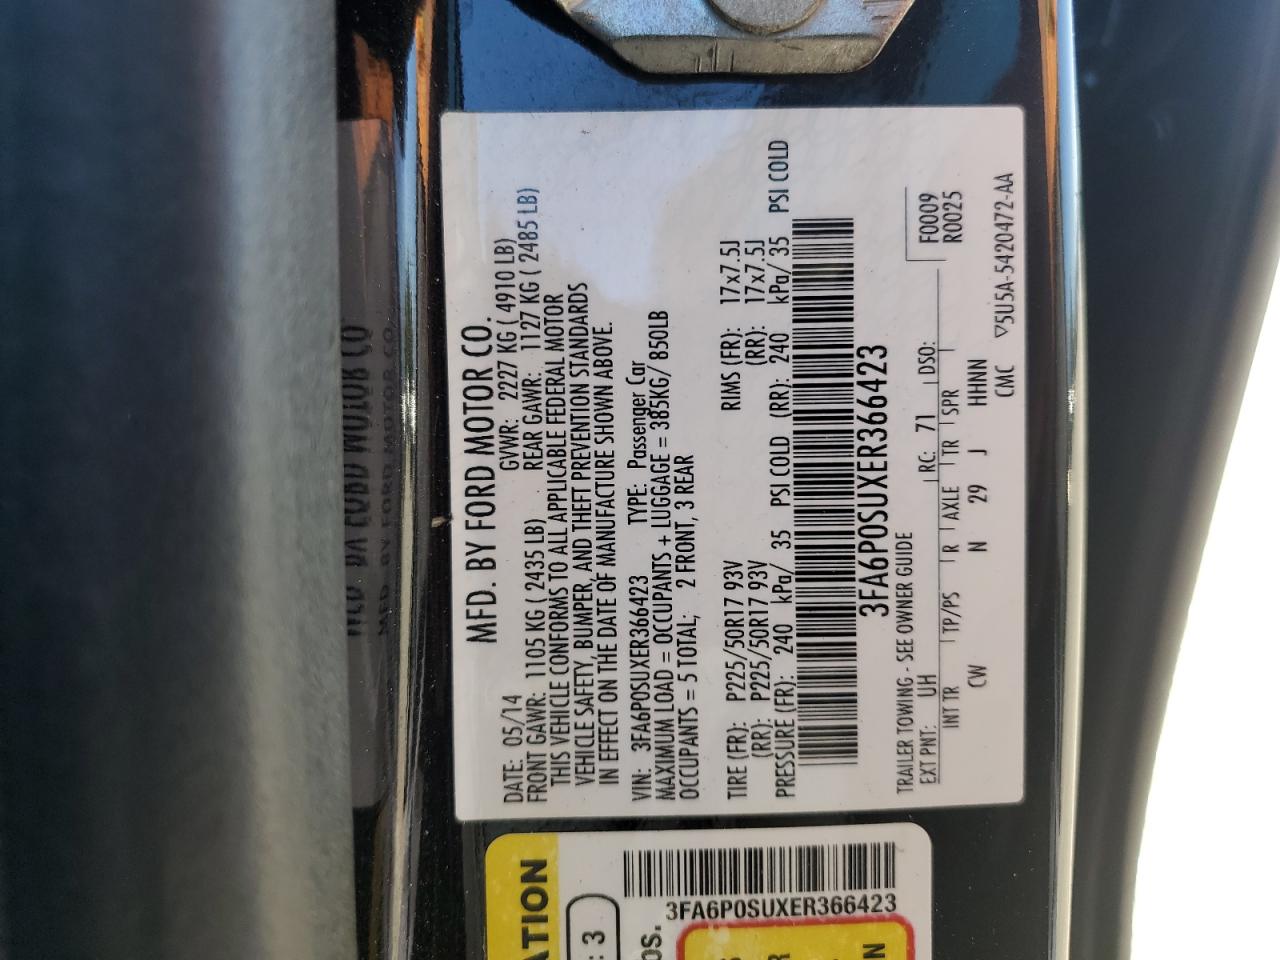 MFD. BY FORD MOTOR CO.
DATE: 05/14 GVWR: 2227 KG ( 4910 LB)
FRONT GAWR: 1105 KG ( 2435 LB) REAR GAWR: 1127 KG ( 2485 LB)
THIS VEHICLE CONFORMS TO ALL APPLICABLE FEDERAL MOTOR
VEHICLE SAFETY, BUMPER, AND THEFT PREVENTION STANDARDS
IN EFFECT ON THE DATE OF MANUFACTURE SHOWN ABOVE.
VIN: 3FA6P0SUXER366423 TYPE: Passenger Car
MAXIMUM LOAD = OCCUPANTS + LUGGAGE = 385KG/ 850LB
OCCUPANTS = 5 TOTAL; 2 FRONT, 3 REAR
TIRE (FR): P225/50R17 93V RIMS (FR): 17x7.5J
(RR): P225/50R17 93V (RR): 17x7.5J
PRESSURE (FR): 240 kPa/ 35 PSI COLD (RR): 240 kPa/ 35 PSI COLD
3FA6P0SUXER366423
TRAILER TOWING - SEE OWNER GUIDE
F0009
R0025
EXT PNT: UH RC: 71 DSO:
INT TR TP/PS R AXLE TR SPR
CW N 29 J HHNN
CMC ▽5U5A-5420472-AA
ATION
: 3
OS.
3FA6P0SUXER366423